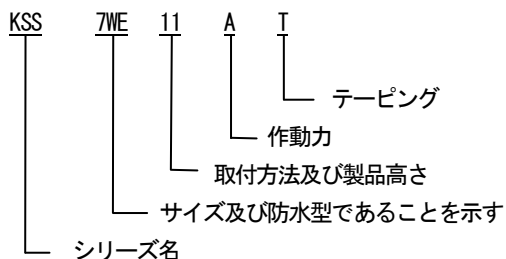 KSS 7WE 11 A T
テーピング
作動力
取付方法及び製品高さ
サイズ及び防水型であることを示す
シリーズ名